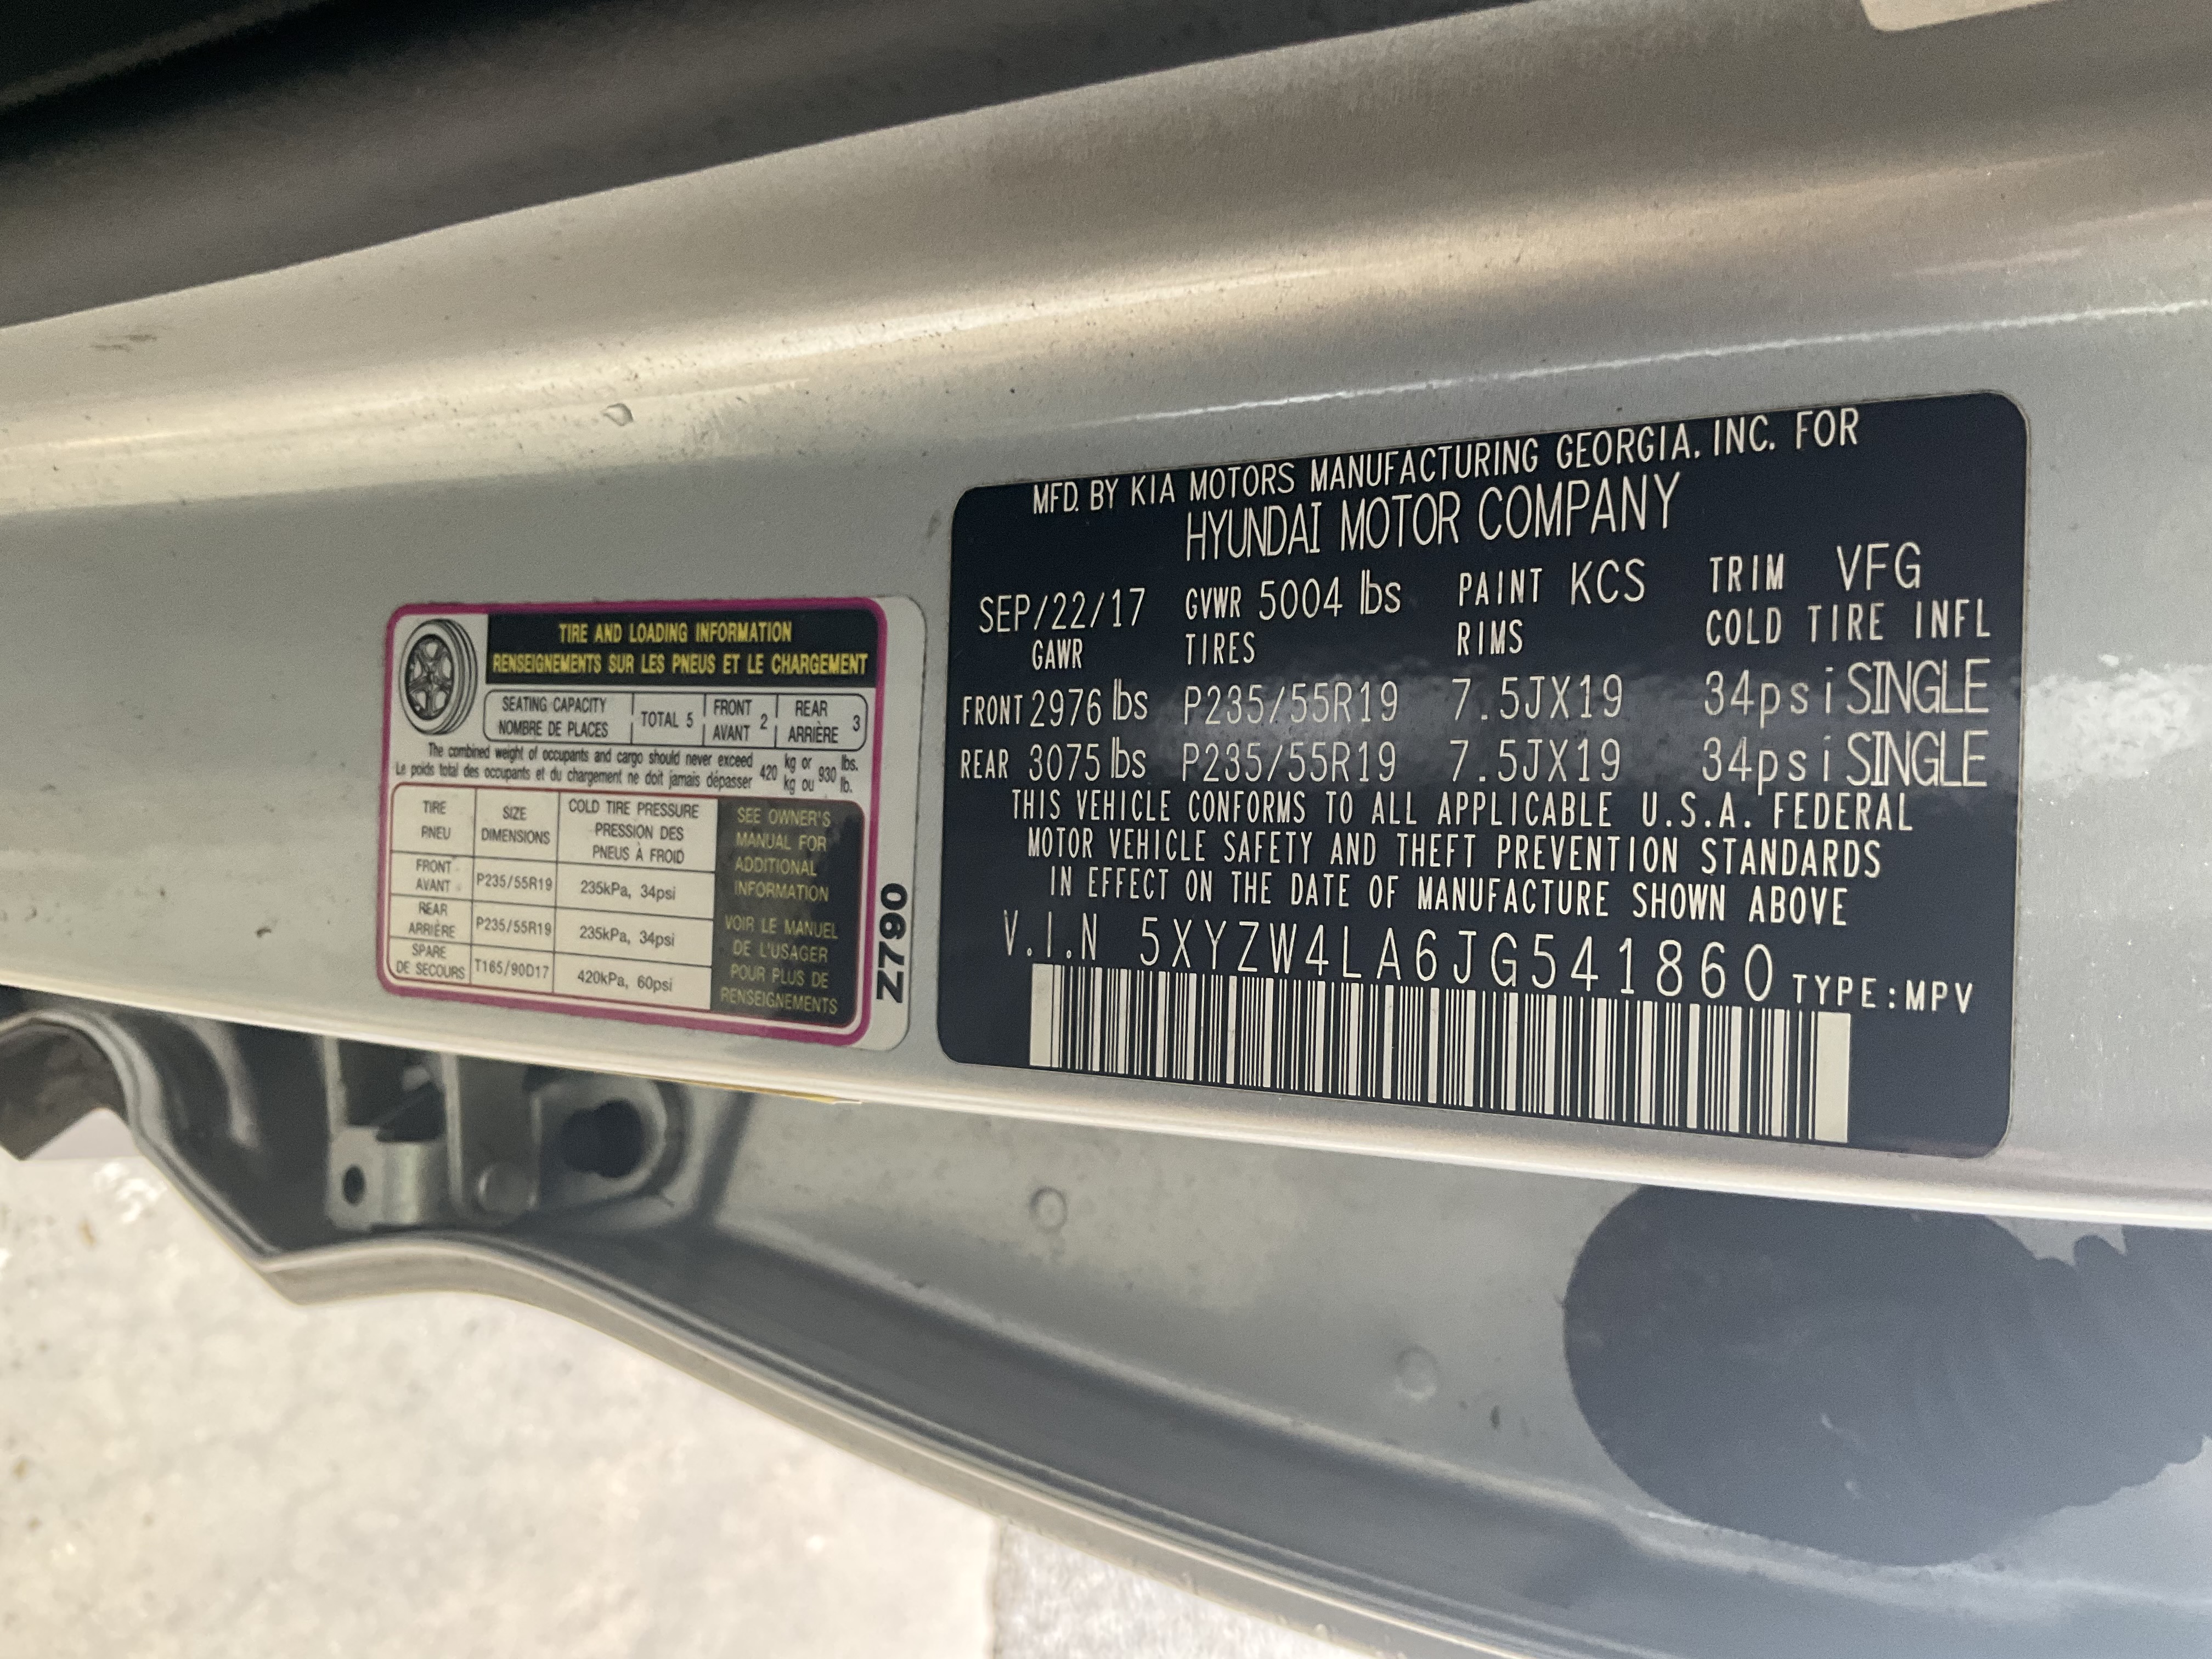 TIRE AND LOADING INFORMATION
RENSEIGNEMENTS SUR LES PNEUS ET LE CHARGEMENT
SEATING CAPACITY
NOMBRE DE PLACES
TOTAL 5
FRONT
AVANT
2
REAR
ARRIÈRE
3
The combined weight of occupants and cargo should never exceed 420 kg or 930 lbs.
Le poids total des occupants et du chargement ne doit jamais dépasser 420 kg ou 930 lb.
TIRE
PNEU
SIZE
DIMENSIONS
COLD TIRE PRESSURE
PRESSION DES
PNEUS À FROID
FRONT
AVANT
P235/55R19
235kPa, 34psi
REAR
ARRIÈRE
P235/55R19
235kPa, 34psi
SPARE
DE SECOURS
T165/90D17
420kPa, 60psi
SEE OWNER'S
MANUAL FOR
ADDITIONAL
INFORMATION
VOIR LE MANUEL
DE L'USAGER
POUR PLUS DE
RENSEIGNEMENTS
Z790
MFD. BY KIA MOTORS MANUFACTURING GEORGIA, INC. FOR
HYUNDAI MOTOR COMPANY
SEP/22/17 GVWR 5004 lbs PAINT KCS TRIM VFG
GAWR TIRES RIMS COLD TIRE INFL
FRONT 2976 lbs P235/55R19 7.5JX19 34psi SINGLE
REAR 3075 lbs P235/55R19 7.5JX19 34psi SINGLE
THIS VEHICLE CONFORMS TO ALL APPLICABLE U.S.A. FEDERAL
MOTOR VEHICLE SAFETY AND THEFT PREVENTION STANDARDS
IN EFFECT ON THE DATE OF MANUFACTURE SHOWN ABOVE
V.I.N 5XYZW4LA6JG541860 TYPE:MPV